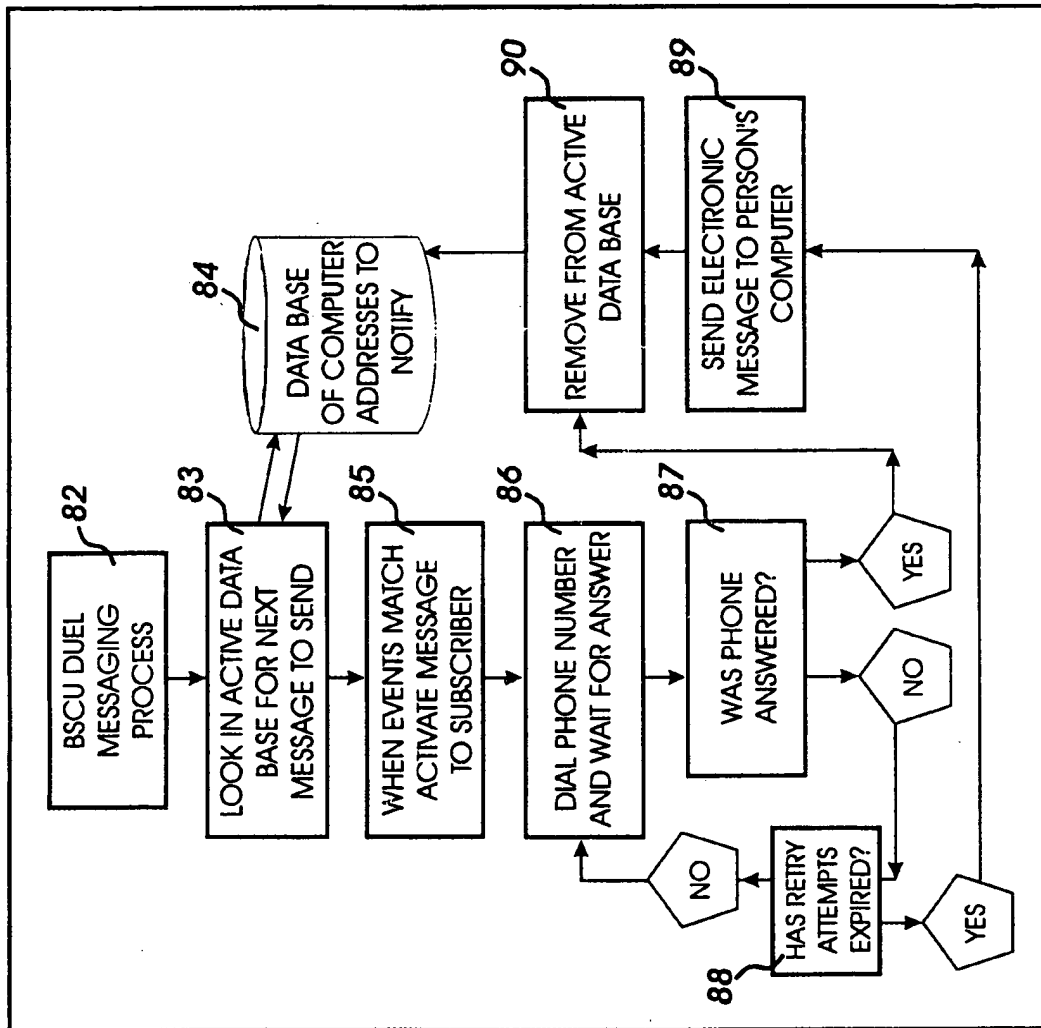 82
BSCU DUEL
MESSAGING
PROCESS
83
LOOK IN ACTIVE DATA
BASE FOR NEXT
MESSAGE TO SEND
84
DATA BASE
OF COMPUTER
ADDRESSES TO
NOTIFY
85
WHEN EVENTS MATCH
ACTIVATE MESSAGE
TO SUBSCRIBER
86
DIAL PHONE NUMBER
AND WAIT FOR ANSWER
87
WAS PHONE
ANSWERED?
YES
NO
88
HAS RETRY
ATTEMPTS
EXPIRED?
NO
YES
90
REMOVE FROM ACTIVE
DATA BASE
89
SEND ELECTRONIC
MESSAGE TO PERSON'S
COMPUTER